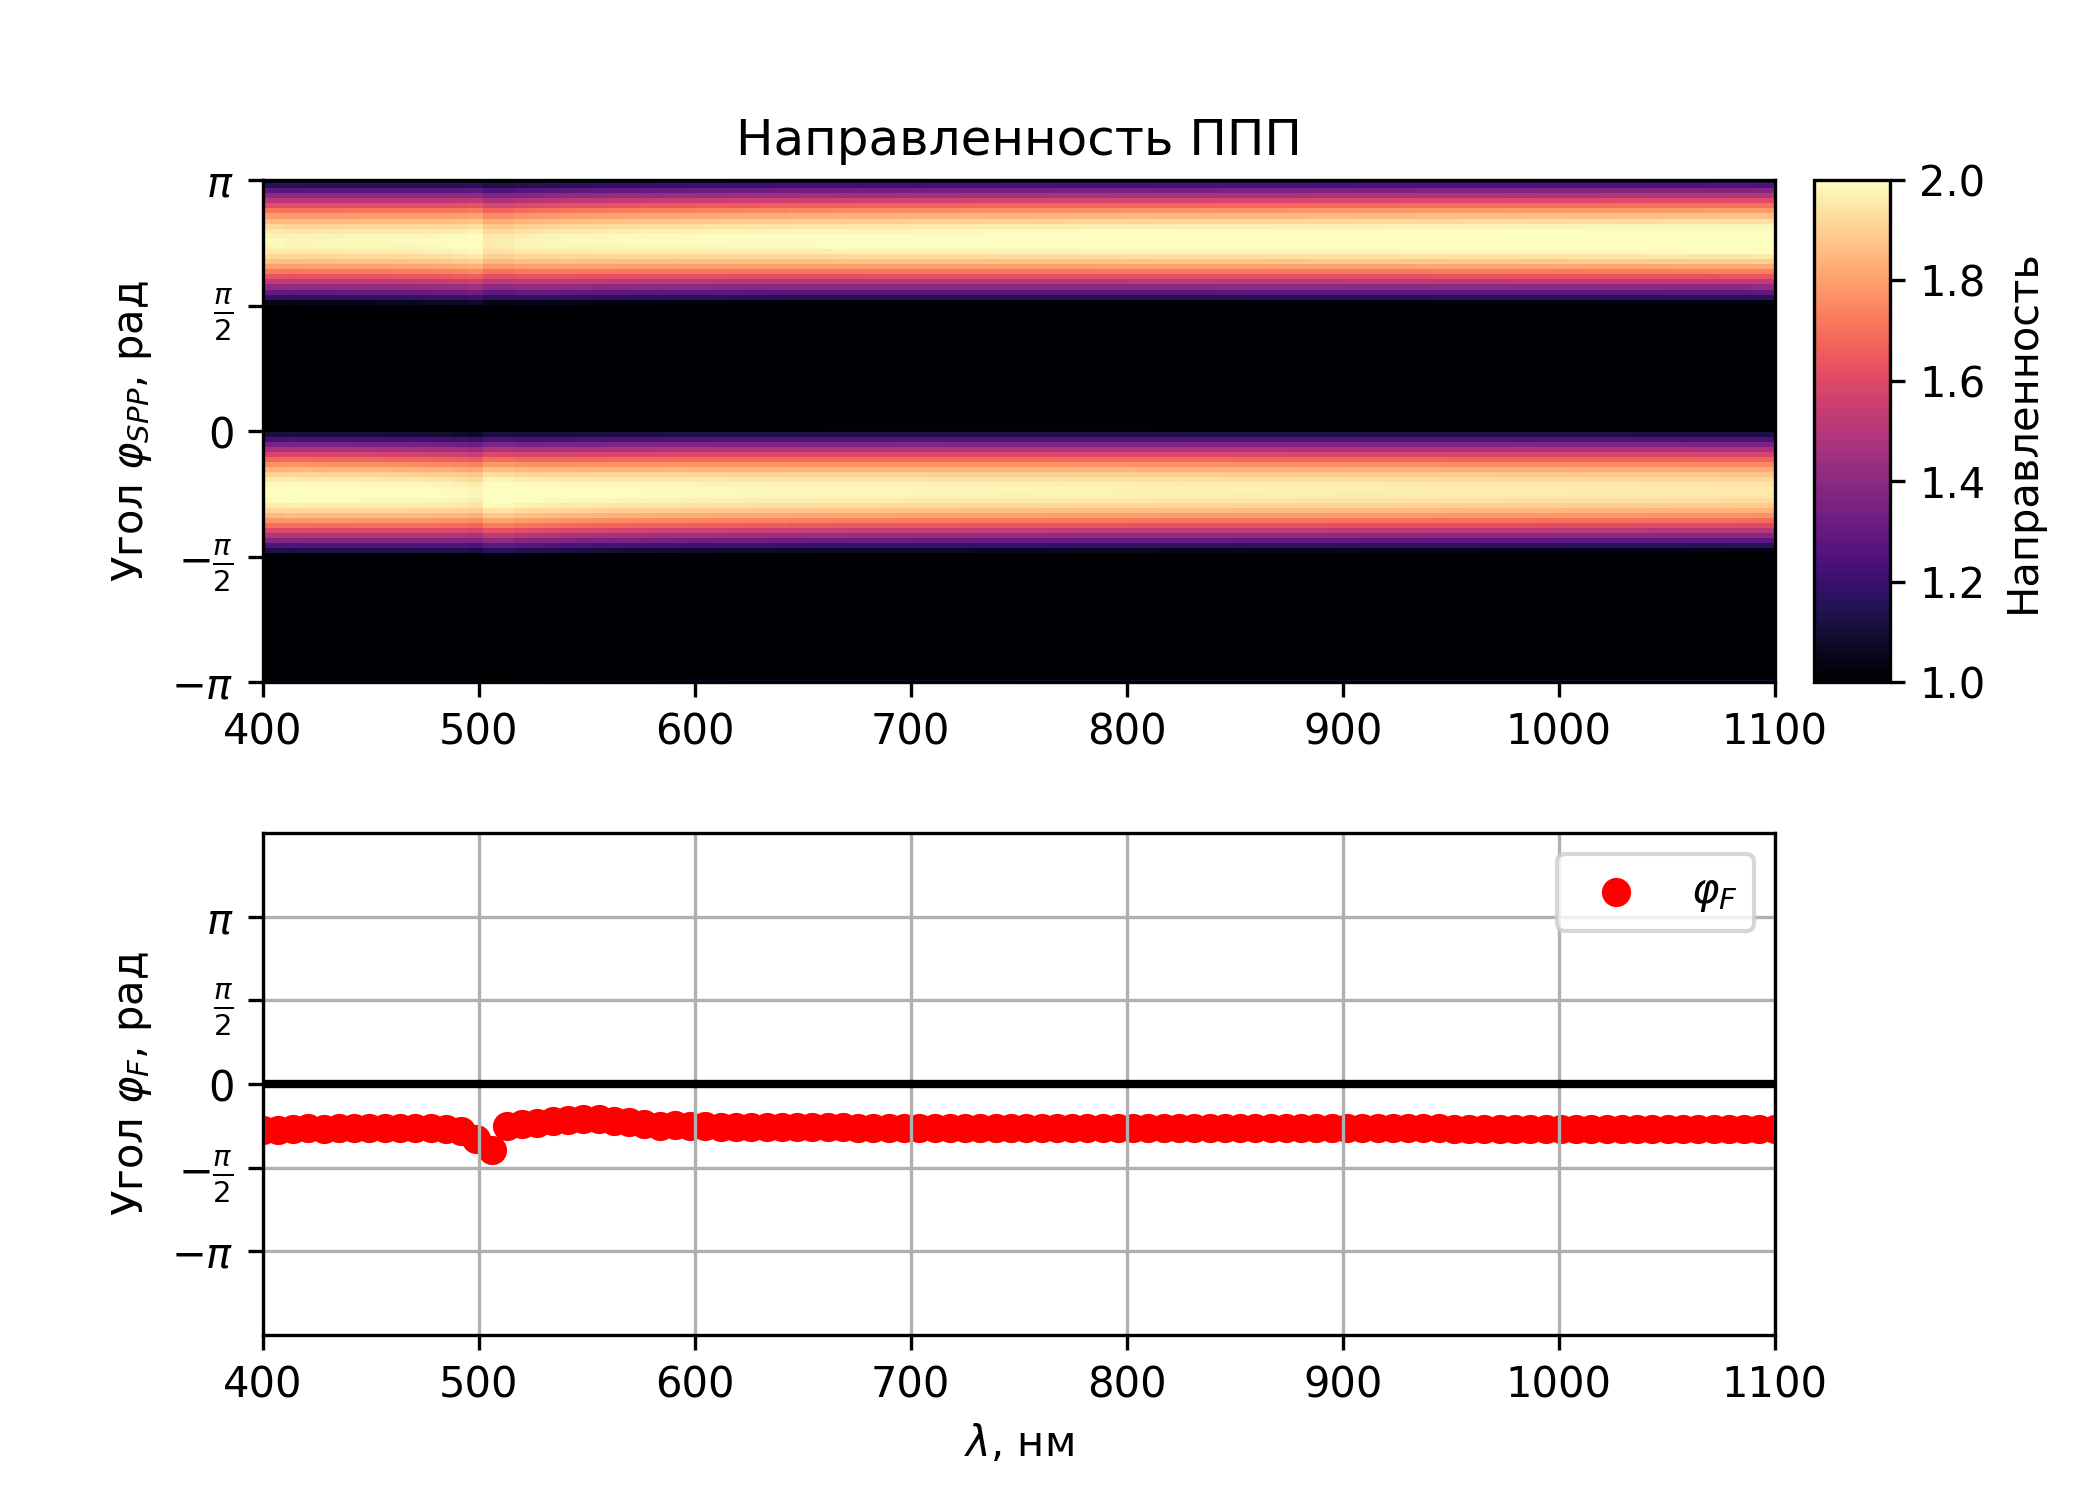 Направленность ППП
Угол φ_SPP, рад
π
π/2
0
−π/2
−π
400 500 600 700 800 900 1000 1100
2.0
1.8
1.6
1.4
1.2
1.0
Направленность
Угол φ_F, рад
π
π/2
0
−π/2
−π
φ_F
400 500 600 700 800 900 1000 1100
λ, нм